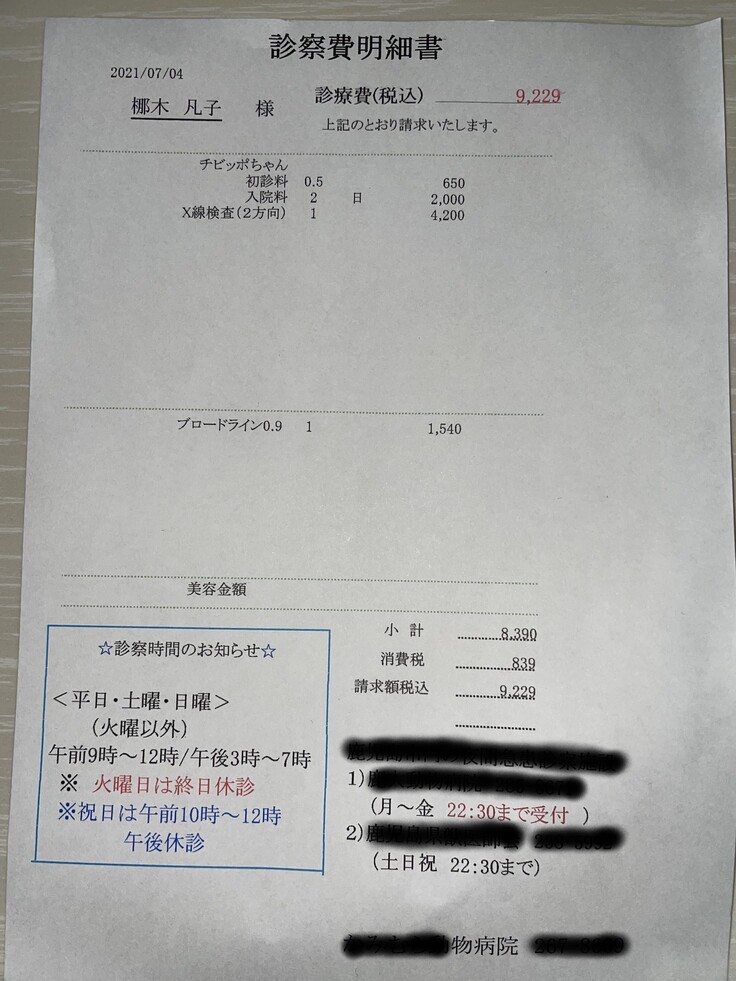 診察費明細書
2021/07/04
梛木 凡子 様
診療費(税込) 9,229
上記のとおり請求いたします。
チビッポちゃん
初診料 0.5 650
入院料 2 日 2,000
X線検査(2方向) 1 4,200
ブロードライン0.9 1 1,540
美容金額
小計 8,390
消費税 839
請求額税込 9,229
☆診察時間のお知らせ☆
<平日・土曜・日曜>
(火曜以外)
午前9時~12時/午後3時~7時
※ 火曜日は終日休診
※祝日は午前10時~12時
午後休診
1)
(月~金 22:30まで受付 )
2)
(土日祝 22:30まで)
物病院